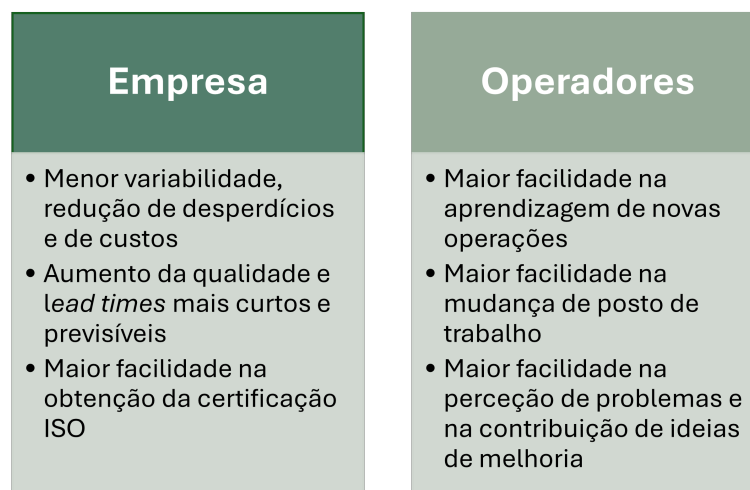 Empresa
• Menor variabilidade,
redução de desperdícios
e de custos
• Aumento da qualidade e
lead times mais curtos e
previsíveis
• Maior facilidade na
obtenção da certificação
ISO
Operadores
• Maior facilidade na
aprendizagem de novas
operações
• Maior facilidade na
mudança de posto de
trabalho
• Maior facilidade na
perceção de problemas e
na contribuição de ideias
de melhoria